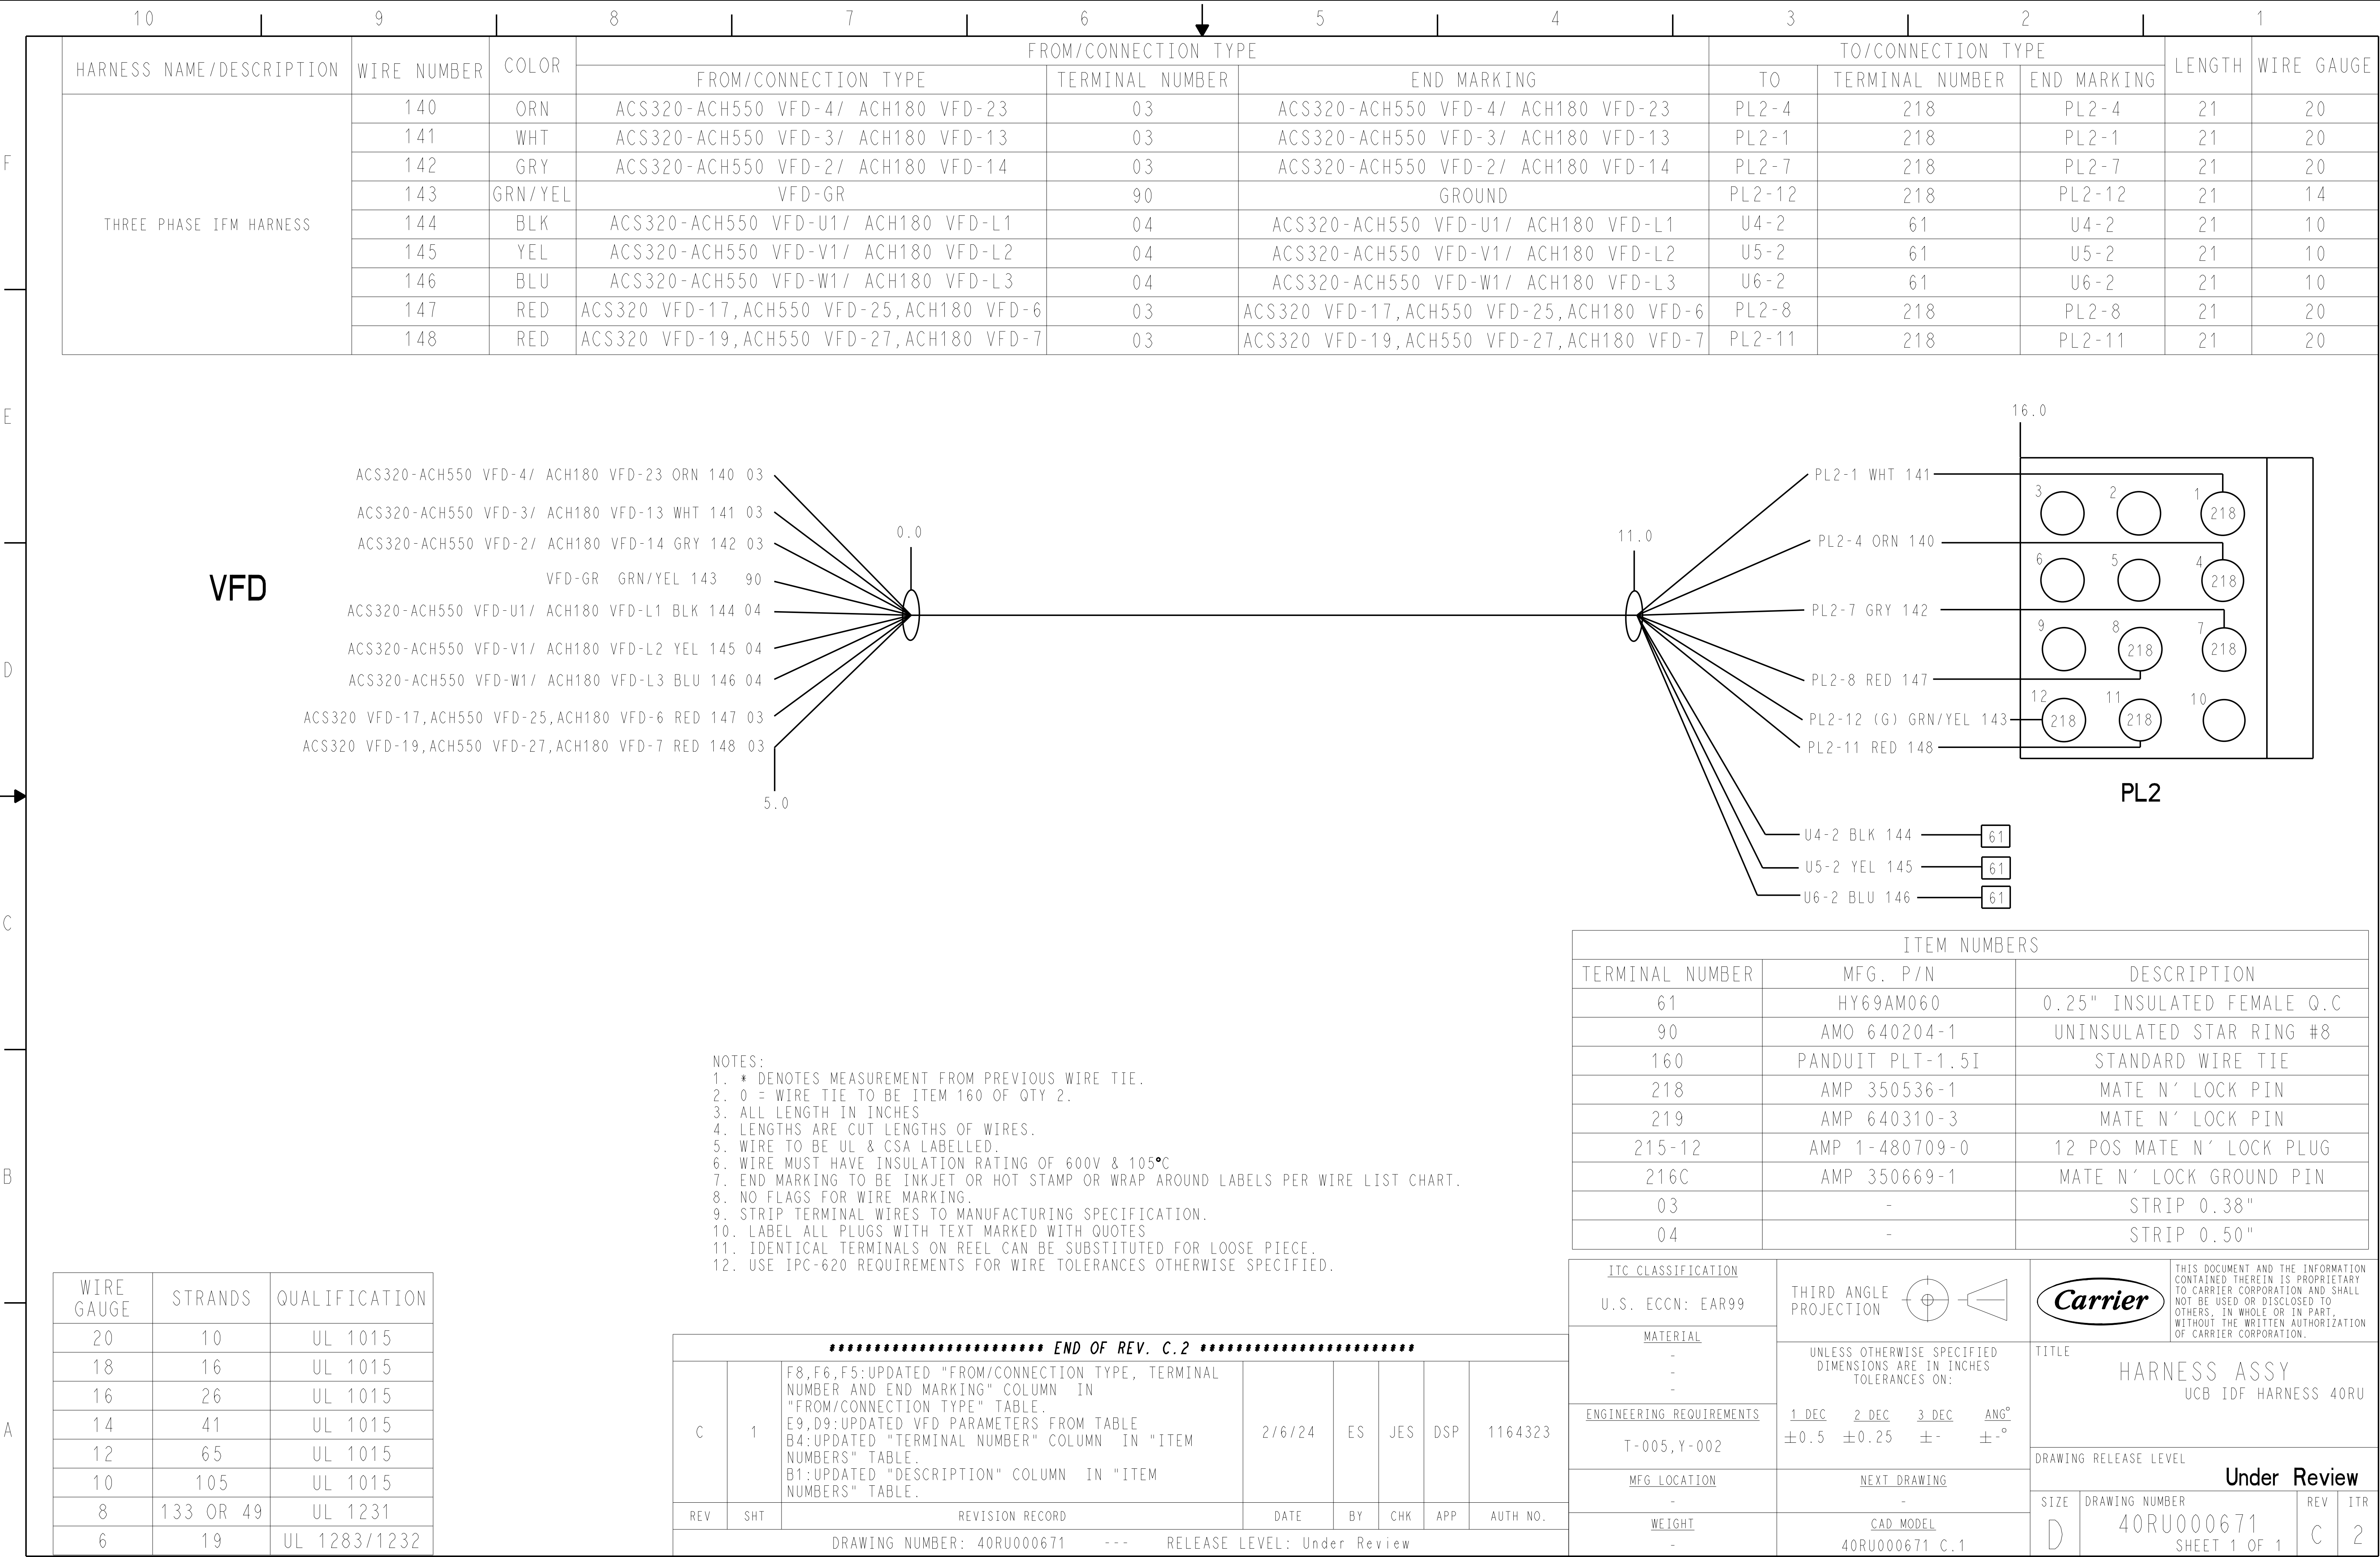 10 9 8 7 6 5 4 3 2 1
HARNESS NAME/DESCRIPTION WIRE NUMBER COLOR FROM/CONNECTION TYPE TO/CONNECTION TYPE LENGTH WIRE GAUGE
FROM/CONNECTION TYPE TERMINAL NUMBER END MARKING TO TERMINAL NUMBER END MARKING
THREE PHASE IFM HARNESS
140 ORN ACS320-ACH550 VFD-4/ ACH180 VFD-23 03 ACS320-ACH550 VFD-4/ ACH180 VFD-23 PL2-4 218 PL2-4 21 20
141 WHT ACS320-ACH550 VFD-3/ ACH180 VFD-13 03 ACS320-ACH550 VFD-3/ ACH180 VFD-13 PL2-1 218 PL2-1 21 20
142 GRY ACS320-ACH550 VFD-2/ ACH180 VFD-14 03 ACS320-ACH550 VFD-2/ ACH180 VFD-14 PL2-7 218 PL2-7 21 20
143 GRN/YEL VFD-GR 90 GROUND PL2-12 218 PL2-12 21 14
144 BLK ACS320-ACH550 VFD-U1/ ACH180 VFD-L1 04 ACS320-ACH550 VFD-U1/ ACH180 VFD-L1 U4-2 61 U4-2 21 10
145 YEL ACS320-ACH550 VFD-V1/ ACH180 VFD-L2 04 ACS320-ACH550 VFD-V1/ ACH180 VFD-L2 U5-2 61 U5-2 21 10
146 BLU ACS320-ACH550 VFD-W1/ ACH180 VFD-L3 04 ACS320-ACH550 VFD-W1/ ACH180 VFD-L3 U6-2 61 U6-2 21 10
147 RED ACS320 VFD-17,ACH550 VFD-25,ACH180 VFD-6 03 ACS320 VFD-17,ACH550 VFD-25,ACH180 VFD-6 PL2-8 218 PL2-8 21 20
148 RED ACS320 VFD-19,ACH550 VFD-27,ACH180 VFD-7 03 ACS320 VFD-19,ACH550 VFD-27,ACH180 VFD-7 PL2-11 218 PL2-11 21 20
F
E
D
C
B
A
VFD
ACS320-ACH550 VFD-4/ ACH180 VFD-23 ORN 140 03
ACS320-ACH550 VFD-3/ ACH180 VFD-13 WHT 141 03
ACS320-ACH550 VFD-2/ ACH180 VFD-14 GRY 142 03
VFD-GR GRN/YEL 143 90
ACS320-ACH550 VFD-U1/ ACH180 VFD-L1 BLK 144 04
ACS320-ACH550 VFD-V1/ ACH180 VFD-L2 YEL 145 04
ACS320-ACH550 VFD-W1/ ACH180 VFD-L3 BLU 146 04
ACS320 VFD-17,ACH550 VFD-25,ACH180 VFD-6 RED 147 03
ACS320 VFD-19,ACH550 VFD-27,ACH180 VFD-7 RED 148 03
5.0
0.0
11.0
16.0
PL2-1 WHT 141
PL2-4 ORN 140
PL2-7 GRY 142
PL2-8 RED 147
PL2-12 (G) GRN/YEL 143
PL2-11 RED 148
U4-2 BLK 144 61
U5-2 YEL 145 61
U6-2 BLU 146 61
3 2 1 218
6 5 4 218
9 8 218 7 218
12 218 11 218 10
PL2
ITEM NUMBERS
TERMINAL NUMBER MFG. P/N DESCRIPTION
61 HY69AM060 0.25" INSULATED FEMALE Q.C
90 AMO 640204-1 UNINSULATED STAR RING #8
160 PANDUIT PLT-1.5I STANDARD WIRE TIE
218 AMP 350536-1 MATE N' LOCK PIN
219 AMP 640310-3 MATE N' LOCK PIN
215-12 AMP 1-480709-0 12 POS MATE N' LOCK PLUG
216C AMP 350669-1 MATE N' LOCK GROUND PIN
03 - STRIP 0.38"
04 - STRIP 0.50"
NOTES:
1. * DENOTES MEASUREMENT FROM PREVIOUS WIRE TIE.
2. 0 = WIRE TIE TO BE ITEM 160 OF QTY 2.
3. ALL LENGTH IN INCHES
4. LENGTHS ARE CUT LENGTHS OF WIRES.
5. WIRE TO BE UL & CSA LABELLED.
6. WIRE MUST HAVE INSULATION RATING OF 600V & 105°C
7. END MARKING TO BE INKJET OR HOT STAMP OR WRAP AROUND LABELS PER WIRE LIST CHART.
8. NO FLAGS FOR WIRE MARKING.
9. STRIP TERMINAL WIRES TO MANUFACTURING SPECIFICATION.
10. LABEL ALL PLUGS WITH TEXT MARKED WITH QUOTES
11. IDENTICAL TERMINALS ON REEL CAN BE SUBSTITUTED FOR LOOSE PIECE.
12. USE IPC-620 REQUIREMENTS FOR WIRE TOLERANCES OTHERWISE SPECIFIED.
WIRE GAUGE STRANDS QUALIFICATION
20 10 UL 1015
18 16 UL 1015
16 26 UL 1015
14 41 UL 1015
12 65 UL 1015
10 105 UL 1015
8 133 OR 49 UL 1231
6 19 UL 1283/1232
************************ END OF REV. C.2 ************************
C 1
F8,F6,F5:UPDATED "FROM/CONNECTION TYPE, TERMINAL
NUMBER AND END MARKING" COLUMN IN
"FROM/CONNECTION TYPE" TABLE.
E9,D9:UPDATED VFD PARAMETERS FROM TABLE
B4:UPDATED "TERMINAL NUMBER" COLUMN IN "ITEM
NUMBERS" TABLE.
B1:UPDATED "DESCRIPTION" COLUMN IN "ITEM
NUMBERS" TABLE.
2/6/24 ES JES DSP 1164323
REV SHT REVISION RECORD DATE BY CHK APP AUTH NO.
DRAWING NUMBER: 40RU000671 --- RELEASE LEVEL: Under Review
ITC CLASSIFICATION
U.S. ECCN: EAR99
MATERIAL
-
-
-
ENGINEERING REQUIREMENTS
T-005,Y-002
MFG LOCATION
-
WEIGHT
-
THIRD ANGLE
PROJECTION
UNLESS OTHERWISE SPECIFIED
DIMENSIONS ARE IN INCHES
TOLERANCES ON:
1 DEC 2 DEC 3 DEC ANG°
±0.5 ±0.25 ±- ±-°
NEXT DRAWING
-
CAD MODEL
40RU000671 C.1
Carrier
THIS DOCUMENT AND THE INFORMATION
CONTAINED THEREIN IS PROPRIETARY
TO CARRIER CORPORATION AND SHALL
NOT BE USED OR DISCLOSED TO
OTHERS, IN WHOLE OR IN PART,
WITHOUT THE WRITTEN AUTHORIZATION
OF CARRIER CORPORATION.
TITLE
HARNESS ASSY
UCB IDF HARNESS 40RU
DRAWING RELEASE LEVEL
Under Review
SIZE DRAWING NUMBER REV ITR
D 40RU000671 C 2
SHEET 1 OF 1